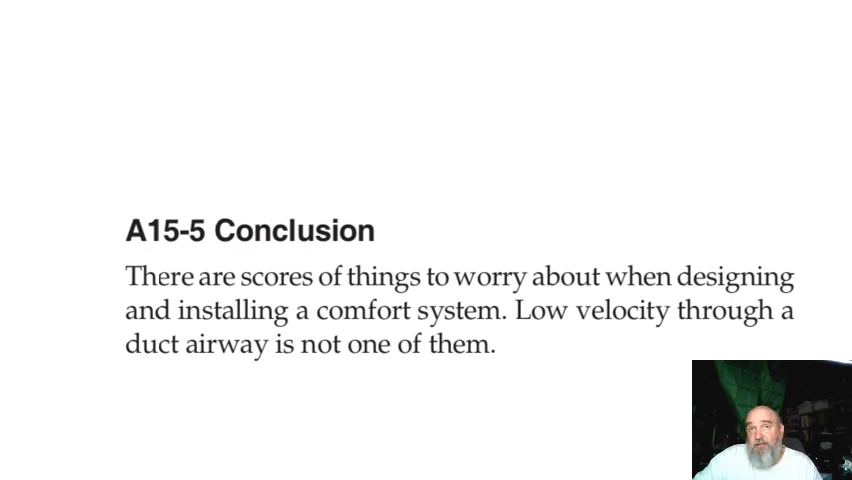 A15-5 Conclusion
There are scores of things to worry about when designing
and installing a comfort system. Low velocity through a
duct airway is not one of them.